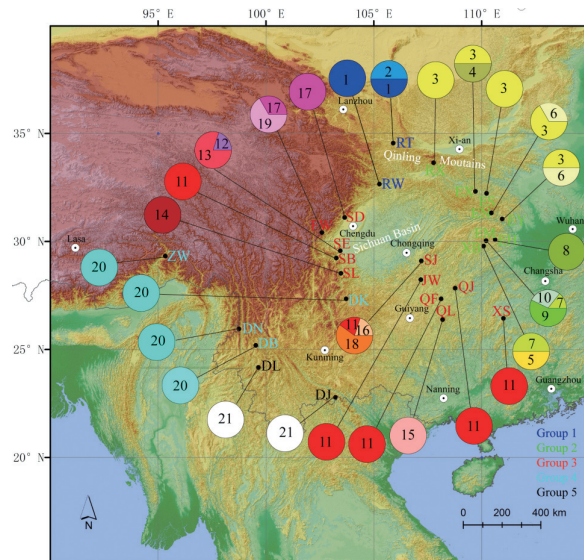 95° E
100° E
105° E
110° E
35° N
30° N
25° N
20° N
3
4
1
2
1
3
3
17
17
19
6
3
12
13
3
6
11
14
8
20
20
10
7
9
20
11
16
18
7
5
20
21
21
11
11
15
11
11
Lanzhou
Xi-an
Qinling
Moutains
RT
RW
SD
Chengdu
Sichuan Basin
Chongqing
Wuhan
Lasa
ZW
SE
SB
SL
SJ
JW
QJ
QF
QL
XS
Changsha
DK
DN
DB
DL
DJ
Guiyang
Kunming
Nanning
Guangzhou
Group 1
Group 2
Group 3
Group 5
N
0 200 400 km